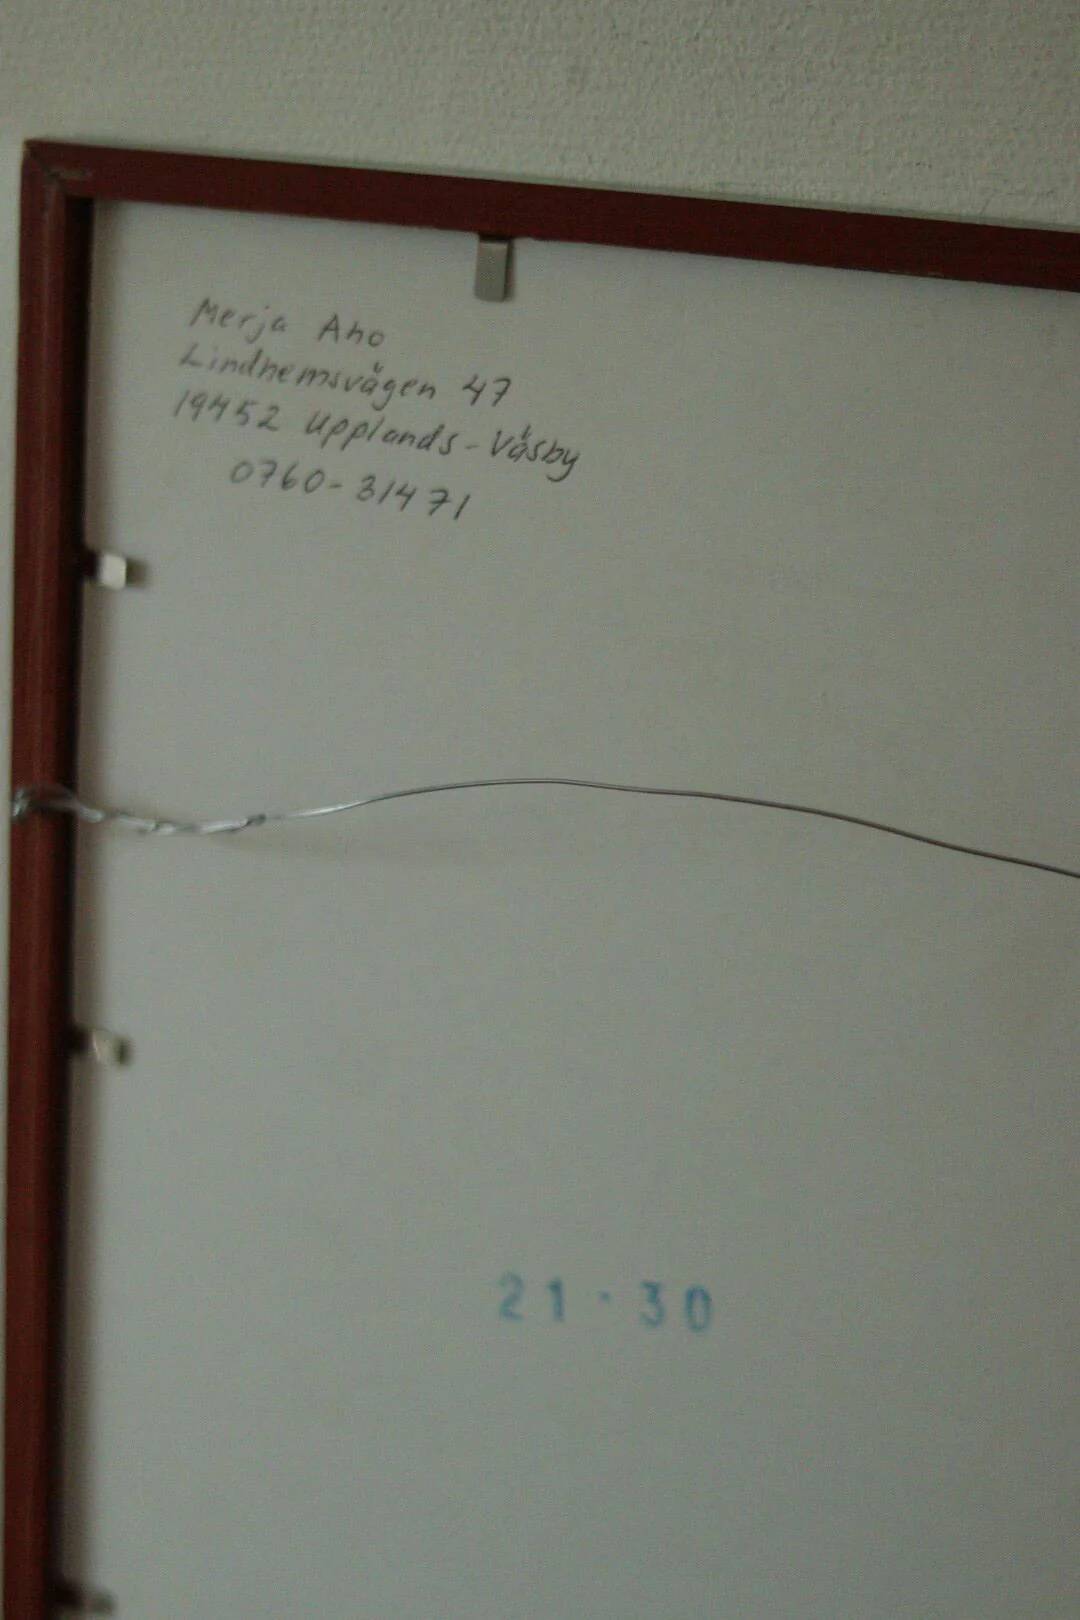 Merja Aho
Lindhemsvägen 47
19452 Upplands-Väsby
0760-31471
21·30